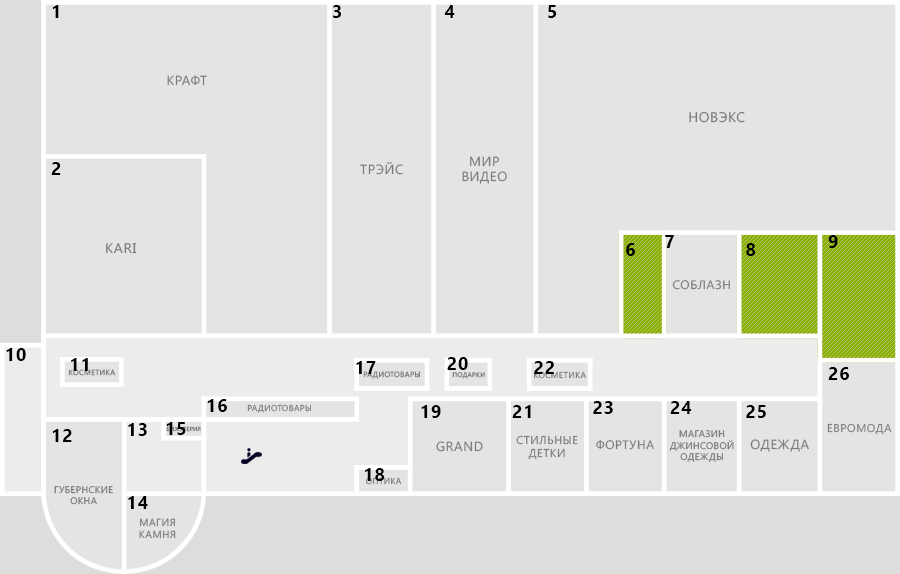 1
3
4
5
КРАФТ
НОВЭКС
2
ТРЭЙС
МИР
ВИДЕО
KARI
6
7
8
9
СОБЛАЗН
10
11
КОСМЕТИКА
17
РАДИОТОВАРЫ
20
ПОДАРКИ
22
КОСМЕТИКА
26
ЕВРОМОДА
16
РАДИОТОВАРЫ
12
ГУБЕРНСКИЕ
ОКНА
13
15
19
GRAND
21
СТИЛЬНЫЕ
ДЕТКИ
23
ФОРТУНА
24
МАГАЗИН
ДЖИНСОВОЙ
ОДЕЖДЫ
25
ОДЕЖДА
18
ОПТИКА
14
МАГИЯ
КАМНЯ